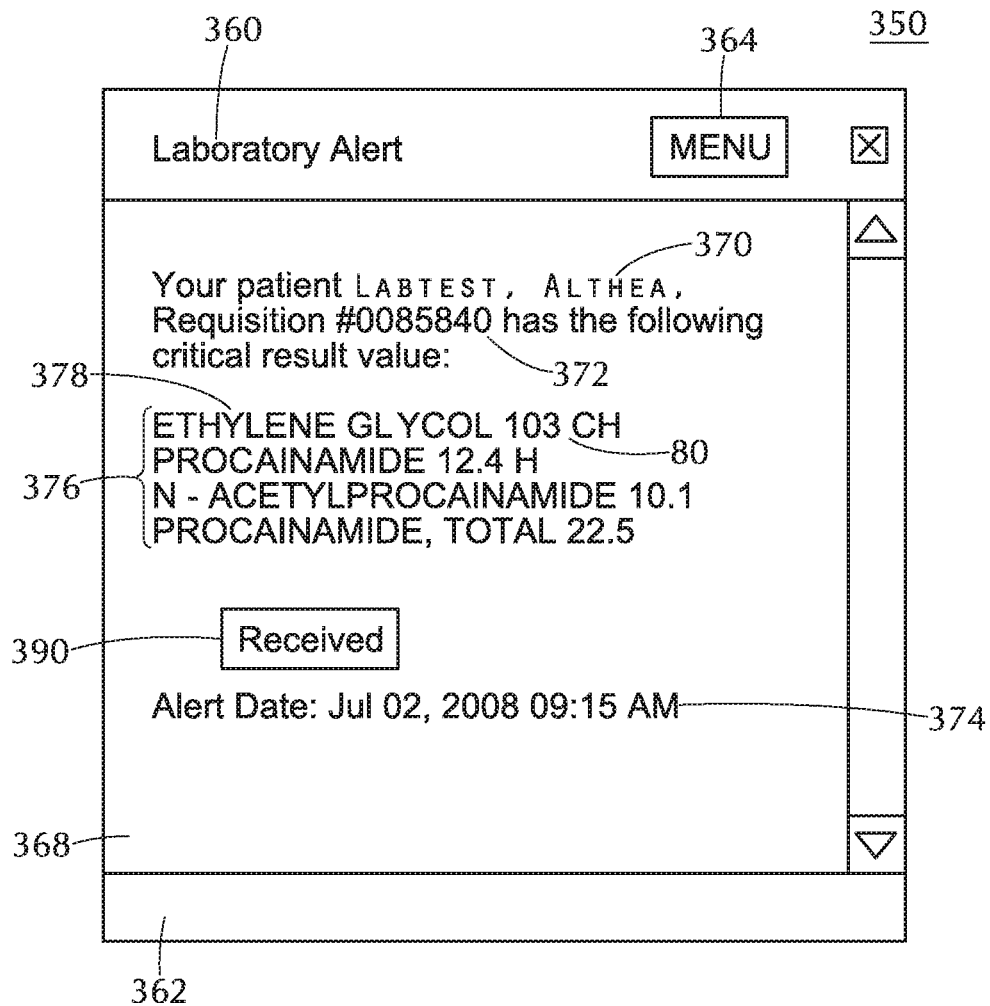 360
364
350
Laboratory Alert
MENU
370
Your patient LABTEST, ALTHEA,
Requisition #0085840 has the following
critical result value:
372
378
ETHYLENE GLYCOL 103 CH
80
PROCAINAMIDE 12.4 H
376
N - ACETYLPROCAINAMIDE 10.1
PROCAINAMIDE, TOTAL 22.5
Received
390
Alert Date: Jul 02, 2008 09:15 AM
374
368
362